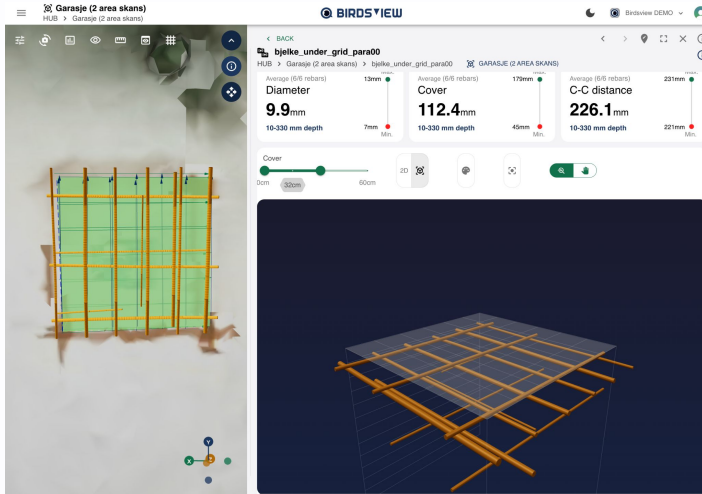 Garasje (2 area skans)
HUB > Garasje (2 area skans)
BIRDSVIEW
Birdsview DEMO
BACK
bjelke_under_grid_para00
HUB > Garasje (2 area skans) > bjelke_under_grid_para00 GARASJE (2 AREA SKANS)
Average (6/6 rebars)
13mm
Diameter
9.9mm
10-330 mm depth
7mm
Min.
Average (6/6 rebars)
179mm
Cover
112.4mm
10-330 mm depth
45mm
Min.
Average (6/6 rebars)
231mm
C-C distance
226.1mm
10-330 mm depth
221mm
Min.
Cover
0cm
32cm
60cm
2D
Y
X
Z